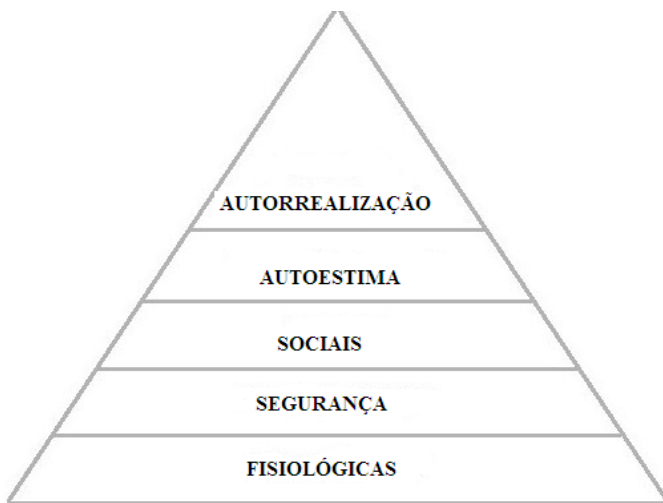 AUTORREALIZAÇÃO
AUTOESTIMA
SOCIAIS
SEGURANÇA
FISIOLÓGICAS